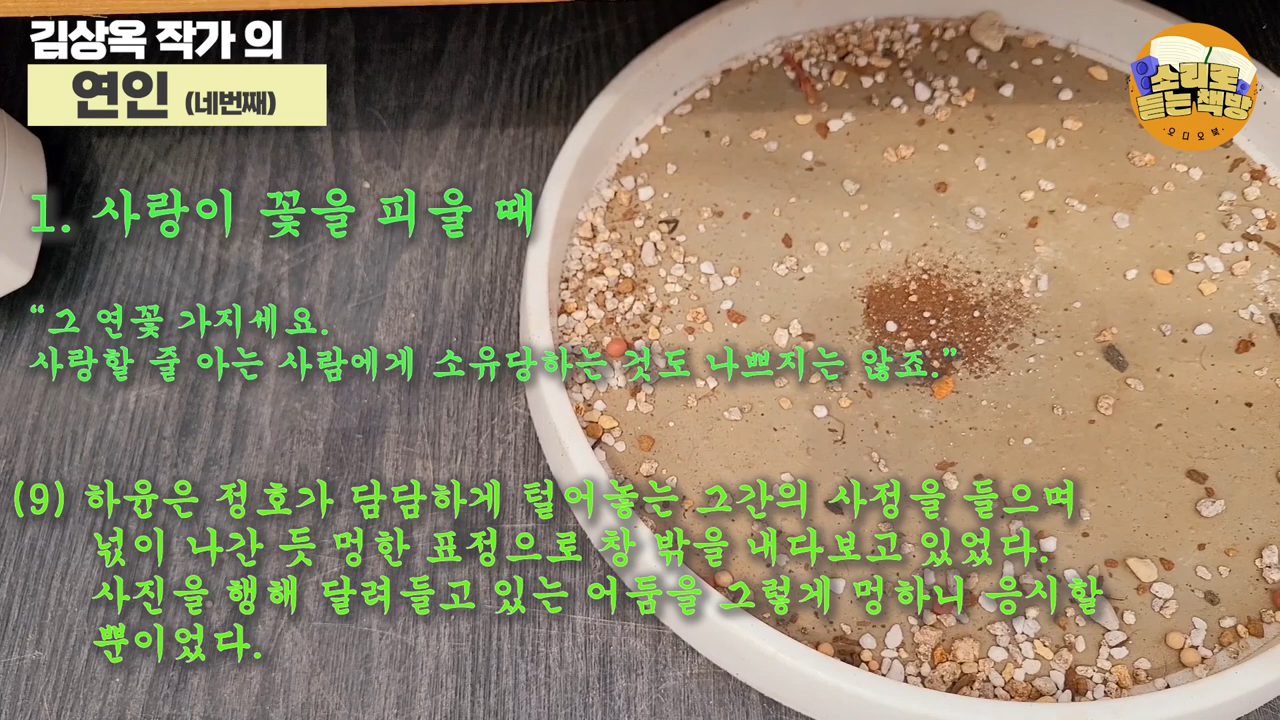 김상옥 작가 의
연인 (네번째)
소리로
듣는 책방
·오디오북·
1. 사랑이 꽃을 피울 때
“그 연꽃 가지세요.
사랑할 줄 아는 사람에게 소유당하는 것도 나쁘지는 않죠.”
(9) 하윤은 정호가 담담하게 털어놓는 그간의 사정을 들으며
넋이 나간 듯 멍한 표정으로 창 밖을 내다보고 있었다.
사진을 행해 달려들고 있는 어둠을 그렇게 멍하니 응시할
뿐이었다.